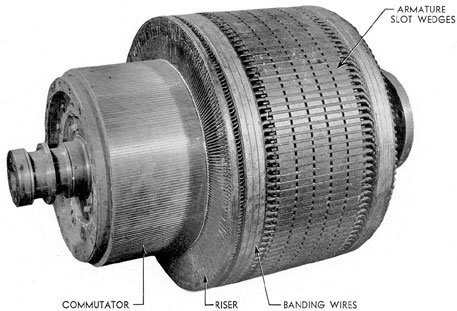 ARMATURE
SLOT WEDGES
COMMUTATOR
RISER
BANDING WIRES